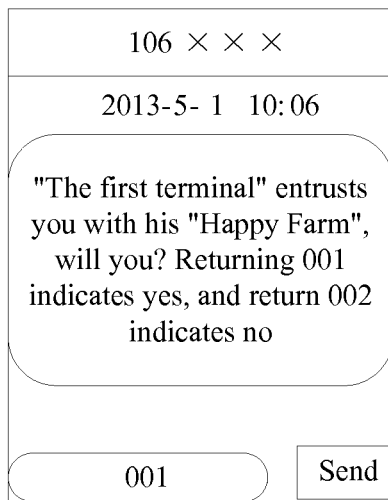 106 × × ×
2013-5- 1 10:06
"The first terminal" entrusts
you with his "Happy Farm",
will you? Returning 001
indicates yes, and return 002
indicates no
001
Send